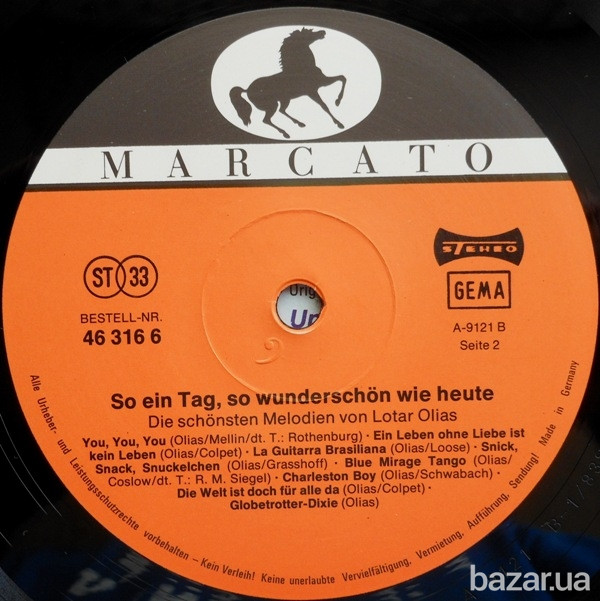 MARCATO
ST 33
STEREO
GEMA
BESTELL-NR.
46 316 6
A-9121 B
Seite 2
Urig
Ur
So ein Tag, so wunderschön wie heute
Die schönsten Melodien von Lotar Olias
You, You, You (Olias/Mellin/dt. T.: Rothenburg) · Ein Leben ohne Liebe ist
kein Leben (Olias/Colpet) · La Guitarra Brasiliana (Olias/Loose) · Snick,
Snack, Snuckelchen (Olias/Grasshoff) · Blue Mirage Tango (Olias/
Coslow/dt. T.: R. M. Siegel) · Charleston Boy (Olias/Schwabach) ·
Die Welt ist doch für alle da (Olias/Colpet) ·
Globetrotter-Dixie (Olias)
Alle Urheber- und Leistungsschutzrechte vorbehalten – Kein Verleih! Keine unerlaubte Vervielfältigung, Vermietung, Aufführung, Sendung! Made in Germany
bazar.ua